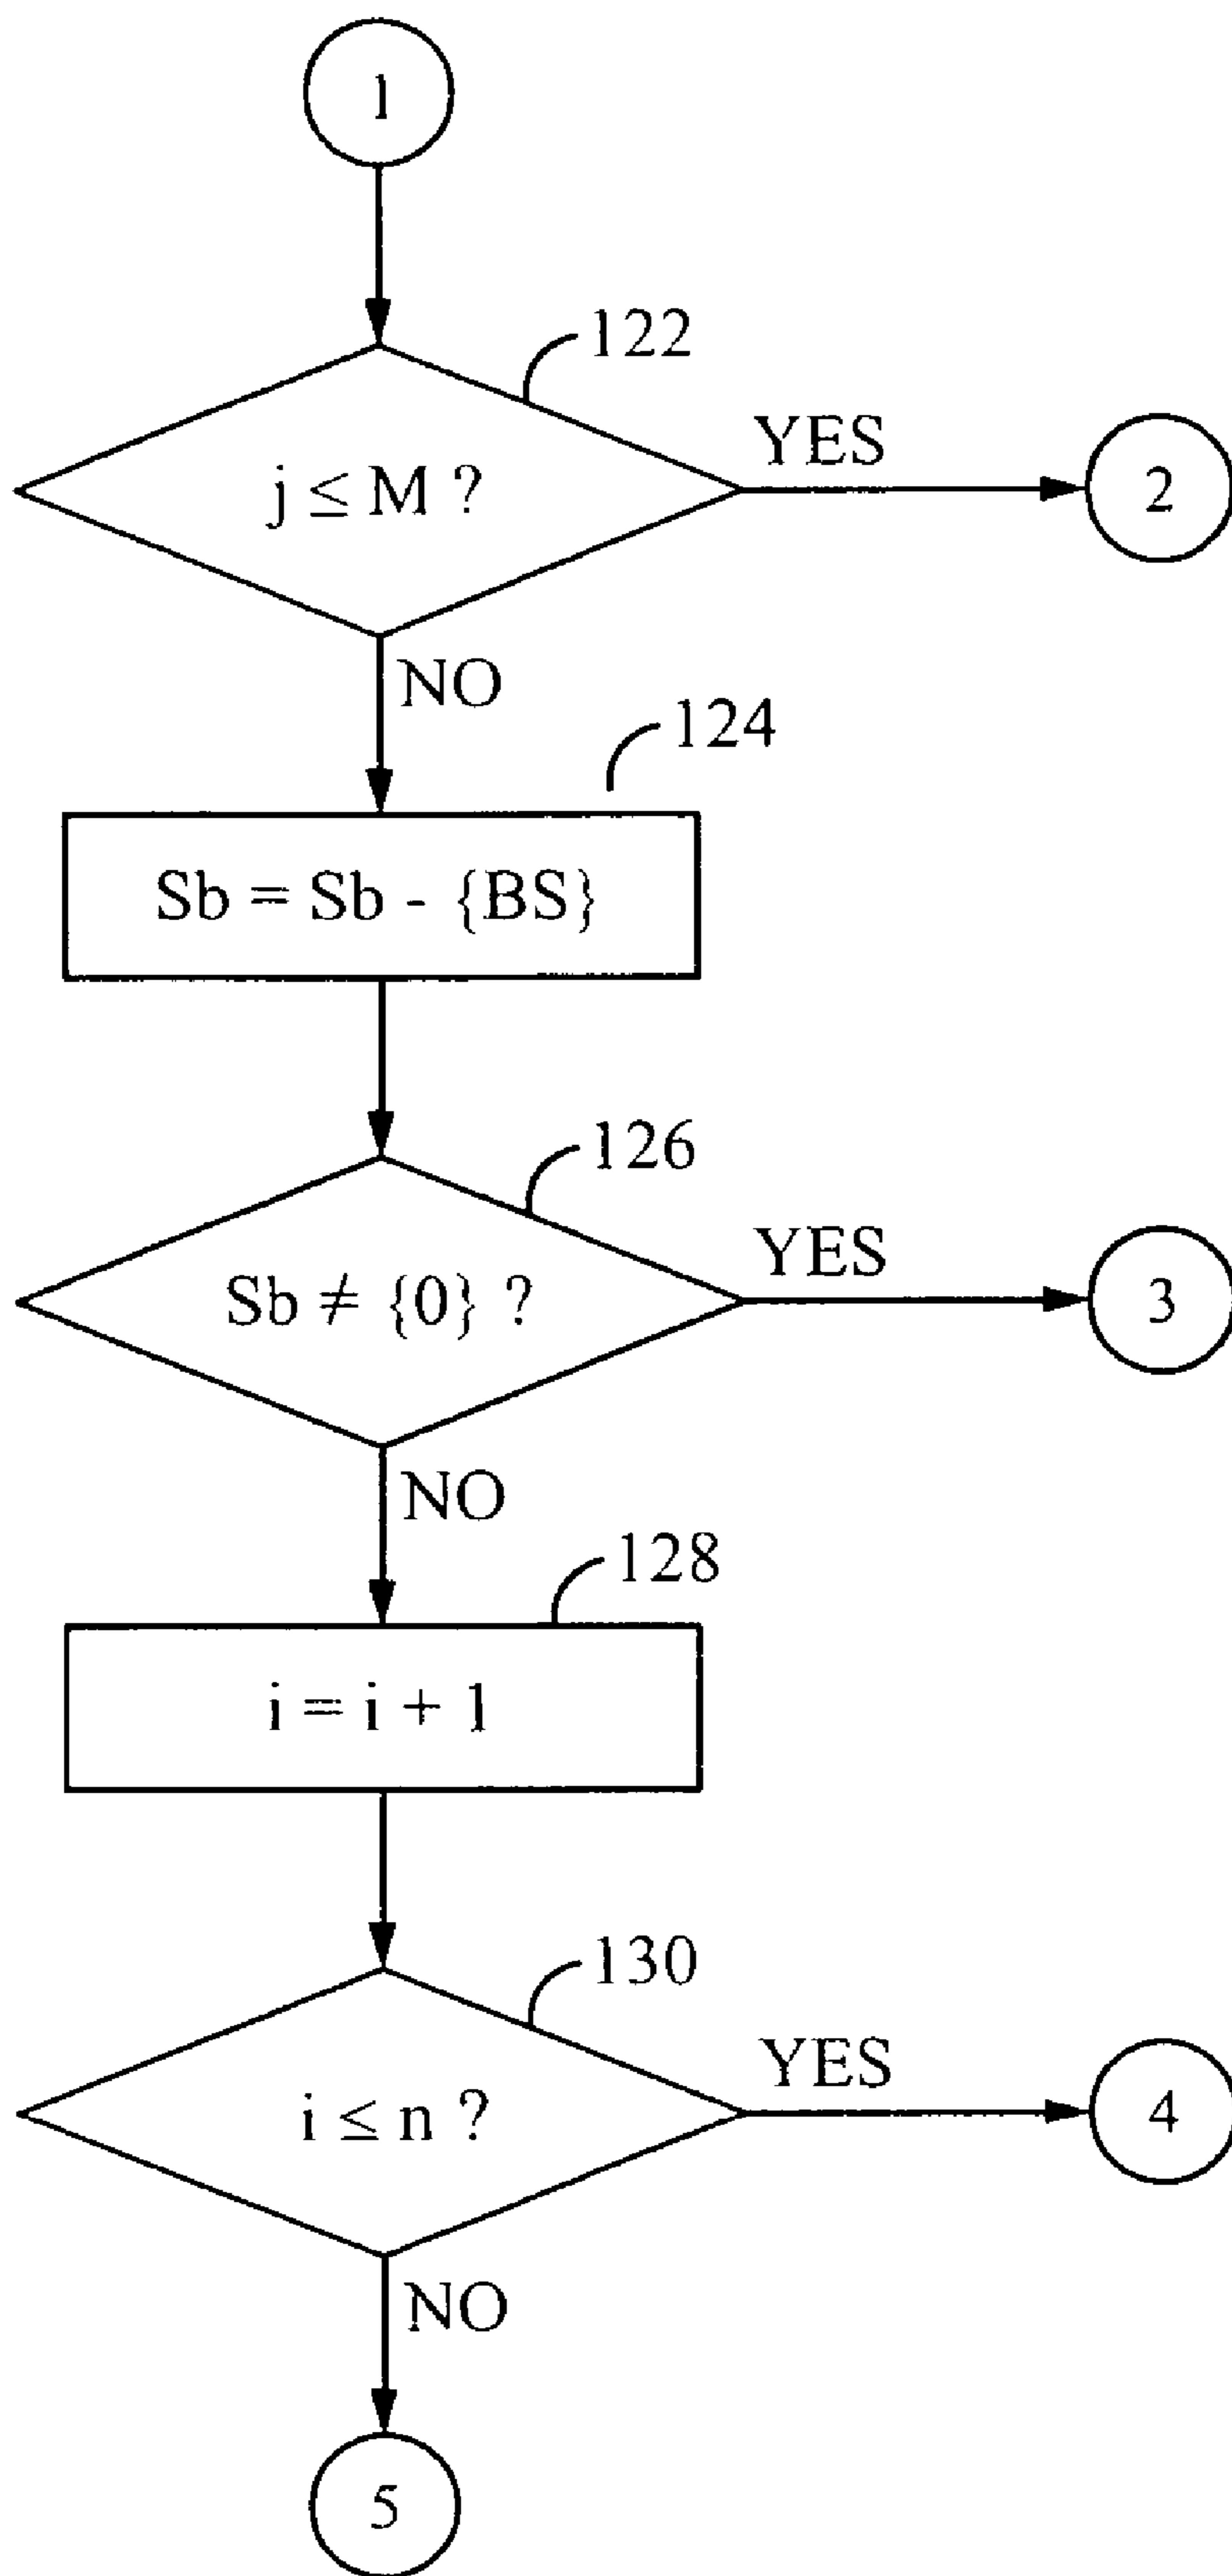 1
122
j ≤ M ?
YES
2
NO
124
Sb = Sb - {BS}
126
Sb ≠ {0} ?
YES
3
NO
128
i = i + 1
130
i ≤ n ?
YES
4
NO
5